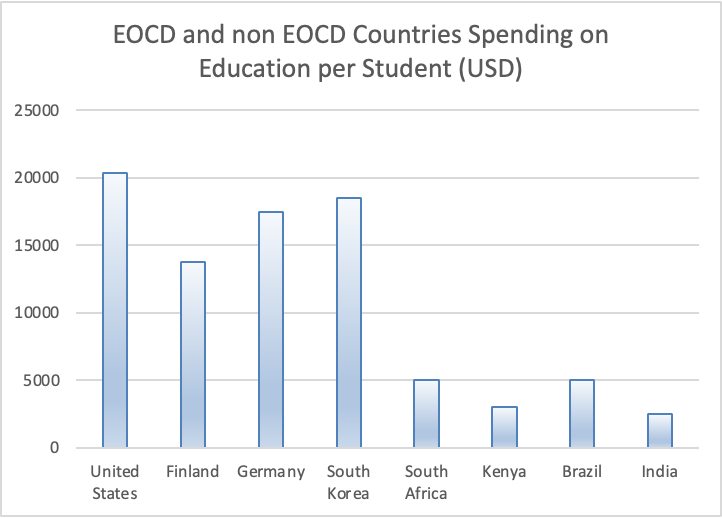 EOCD and non EOCD Countries Spending on
Education per Student (USD)
25000
20000
15000
10000
5000
0
United States
Finland
Germany
South Korea
South Africa
Kenya
Brazil
India